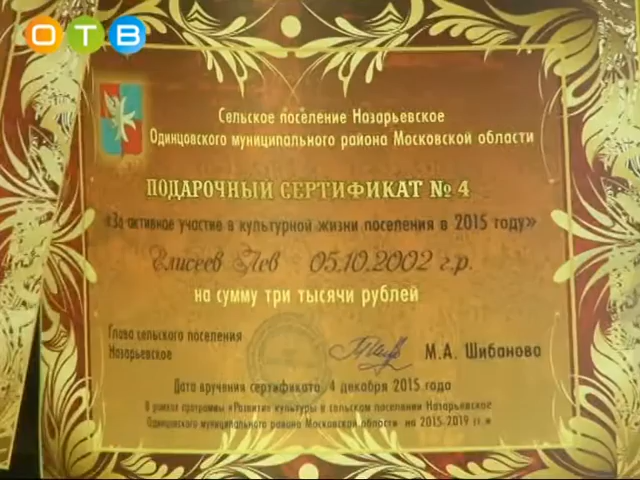 ОТВ
Сельское поселение Назарьевское
Одинцовского муниципального района Московской области
ПОДАРОЧНЫЙ СЕРТИФИКАТ № 4
«За активное участие в культурной жизни поселения в 2015 году»
Елисеев Лев 05.10.2002 г.р.
на сумму три тысячи рублей
Глава сельского поселения
Назарьевское
М.А. Шибанова
Дата вручения сертификата 4 декабря 2015 года
В рамках программы «Развитие культуры в сельском поселении Назарьевское
Одинцовского муниципального района Московской области на 2015-2019 гг.»